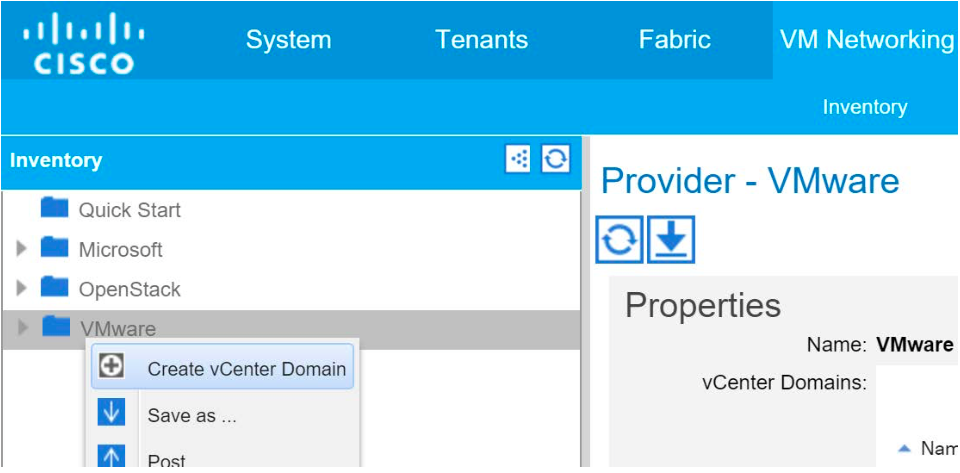 CISCO
System Tenants Fabric VM Networking
Inventory
Inventory
Quick Start
Microsoft
OpenStack
VMware
Create vCenter Domain
Save as ...
Post
Provider - VMware
Properties
Name: VMware
vCenter Domains: